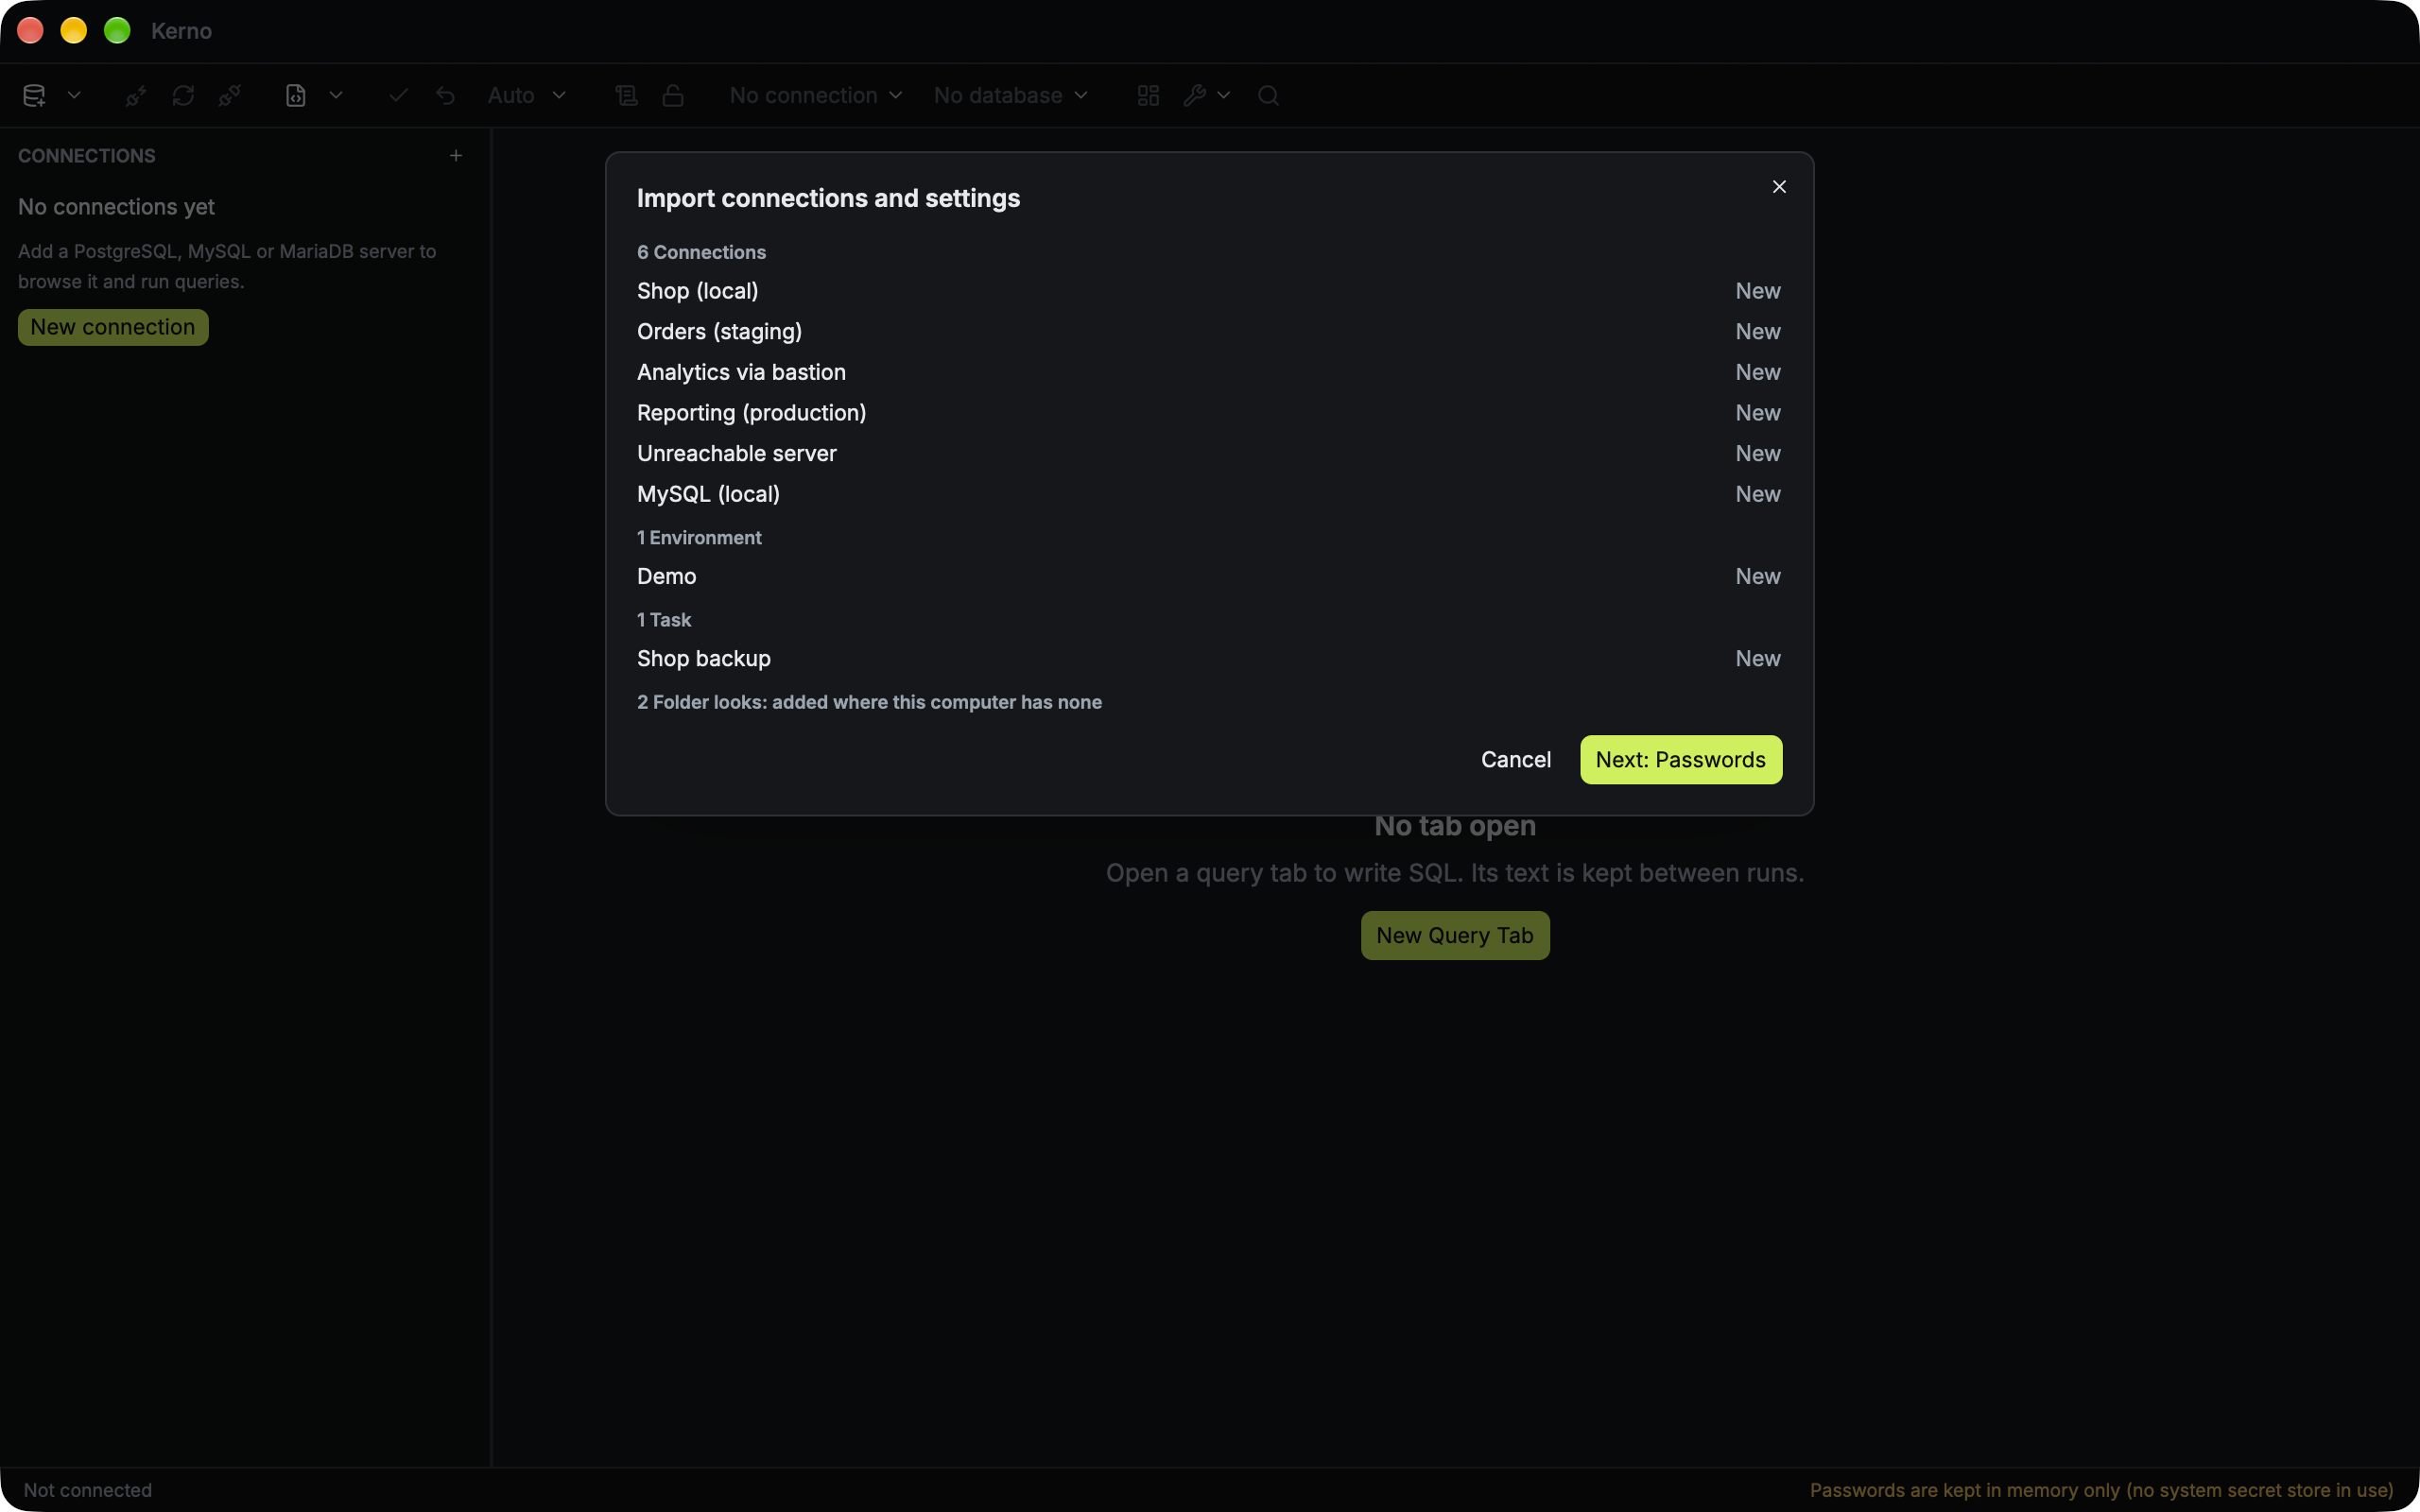 Kerno
Auto
No connection
No database
CONNECTIONS
No connections yet
Add a PostgreSQL, MySQL or MariaDB server to
browse it and run queries.
New connection
Import connections and settings
6 Connections
Shop (local) New
Orders (staging) New
Analytics via bastion New
Reporting (production) New
Unreachable server New
MySQL (local) New
1 Environment
Demo New
1 Task
Shop backup New
2 Folder looks: added where this computer has none
Cancel
Next: Passwords
No tab open
Open a query tab to write SQL. Its text is kept between runs.
New Query Tab
Not connected
Passwords are kept in memory only (no system secret store in use)